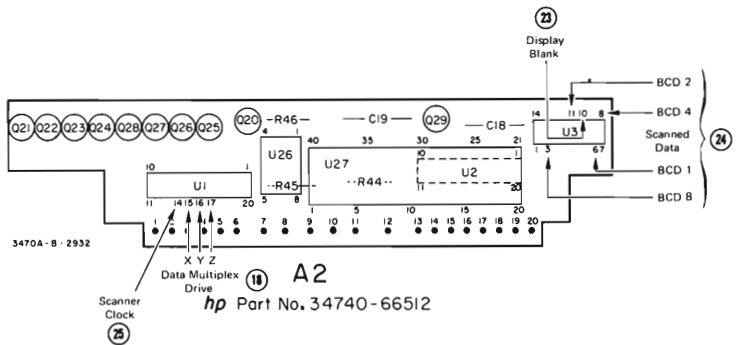 23
Display
Blank
BCD 2
14 11 10 8
BCD 4
Q21 Q22 Q23 Q24 Q28 Q27 Q26 Q25
Q20
R46
C19
Q29
C18
U3
Scanned
Data
24
4 1
40 35 30 25 21
1 3 67
BCD 1
10 1
U26
U27
10 1
U2
U1
R45
R44
11 20
BCD 8
11 14 15 16 17 20
5 8
1 5 10 15 20
1 2 4 5 6 7 8 9 10 11 12 13 14 15 16 17 18 19 20
3470A-B-2932
X Y Z
Data Multiplex
Drive
18
A2
hp Part No. 34740-66512
Scanner
Clock
25